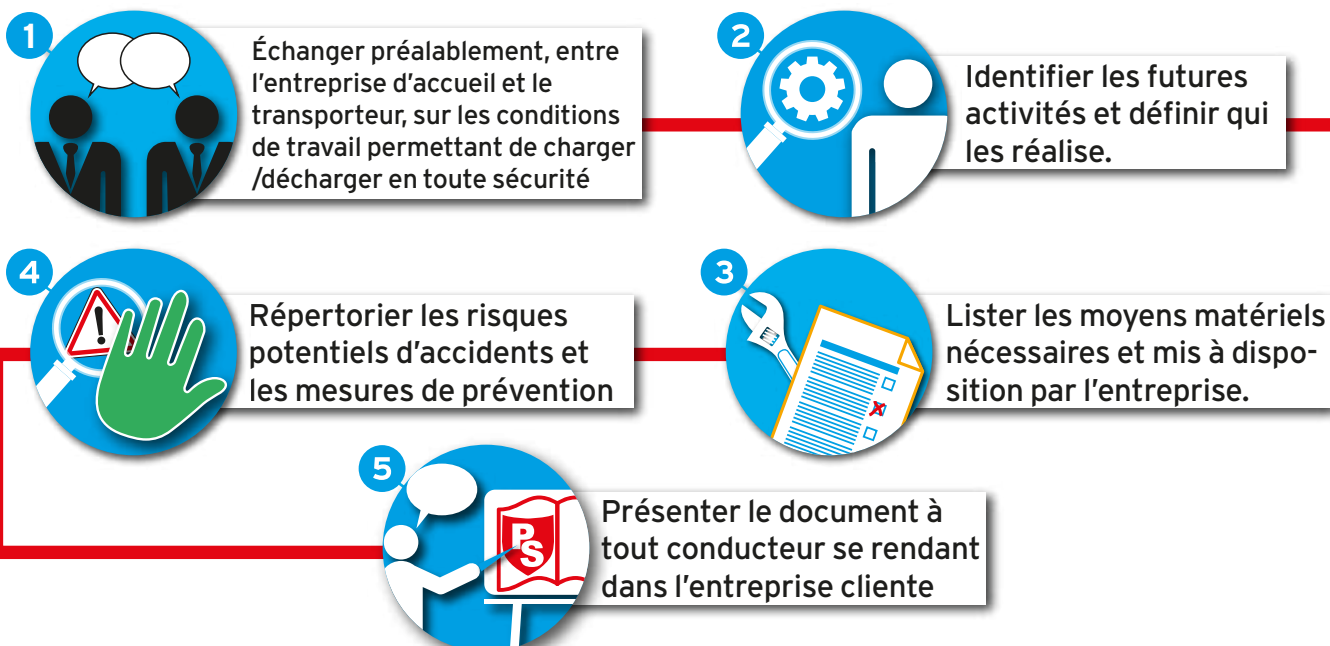 1
Échanger préalablement, entre
l'entreprise d'accueil et le
transporteur, sur les conditions
de travail permettant de charger
/décharger en toute sécurité
2
Identifier les futures
activités et définir qui
les réalise.
3
Lister les moyens matériels
nécessaires et mis à dispo-
sition par l'entreprise.
4
Répertorier les risques
potentiels d'accidents et
les mesures de prévention
5
PS
Présenter le document à
tout conducteur se rendant
dans l'entreprise cliente